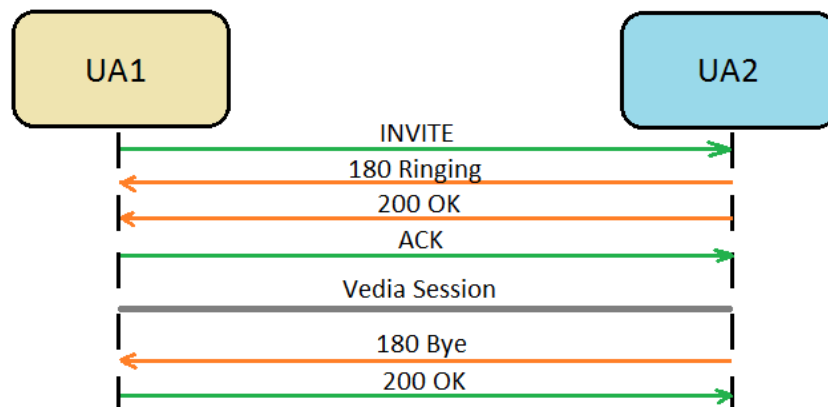 UA1
UA2
INVITE
180 Ringing
200 OK
ACK
Vedia Session
180 Bye
200 OK